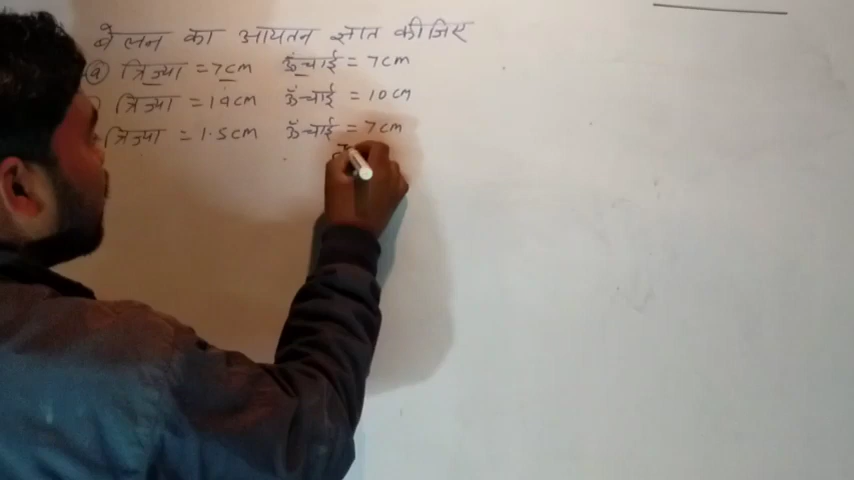 बेलन का आयतन ज्ञात कीजिए
(a) त्रिज्या = 7cm ऊंचाई = 7cm
त्रिज्या = 14cm ऊँचाई = 10cm
त्रिज्या = 1.5cm ऊँचाई = 7cm